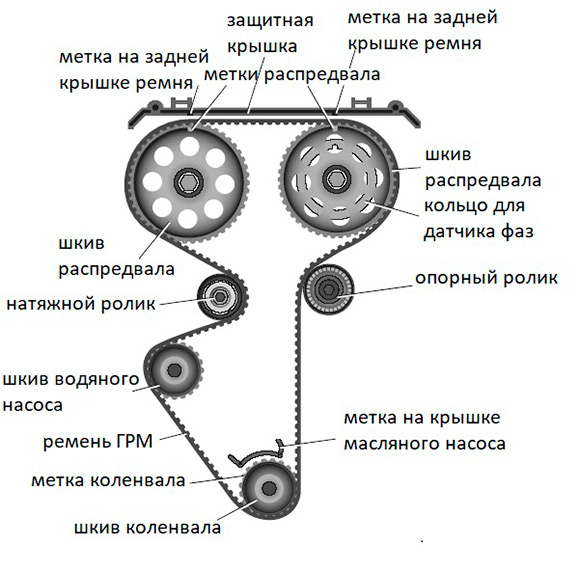 защитная
крышка
метка на задней
крышке ремня
метка на задней
крышке ремня
метки распредвала
шкив
распредвала
кольцо для
датчика фаз
шкив
распредвала
натяжной ролик
опорный ролик
шкив водяного
насоса
ремень ГРМ
метка на крышке
масляного насоса
метка коленвала
шкив коленвала